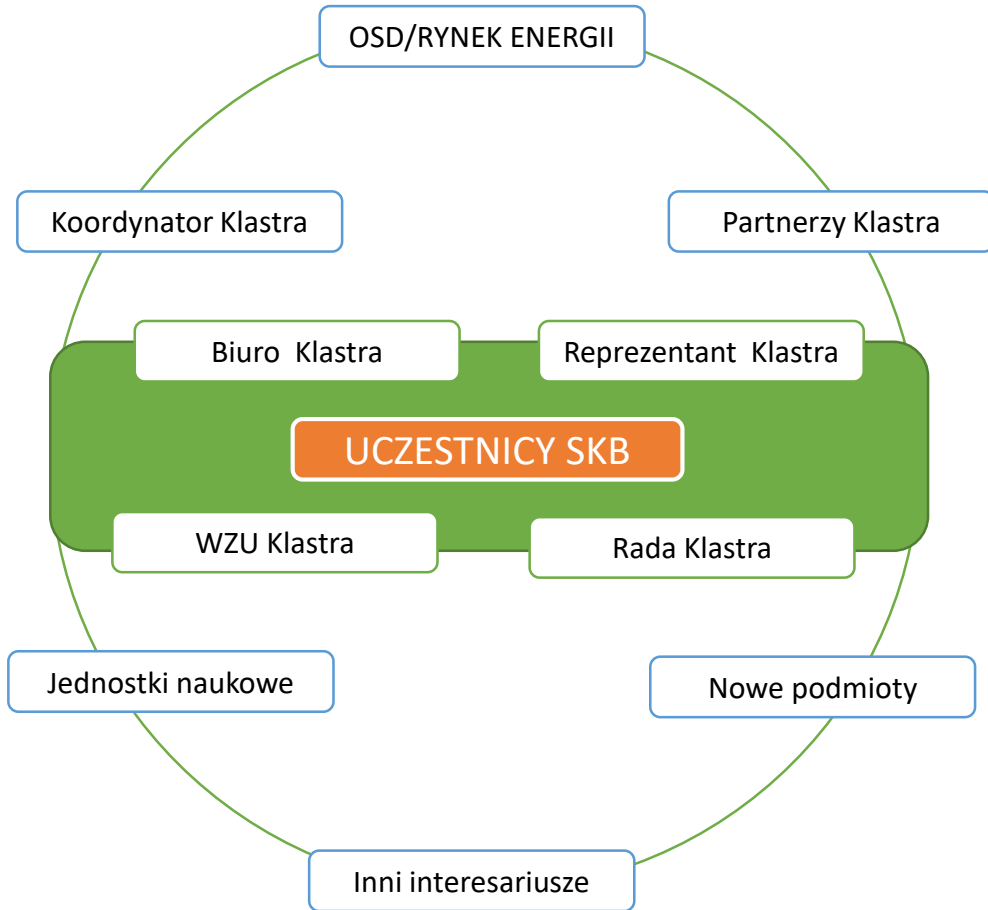 OSD/RYNEK ENERGII
Koordynator Klastra
Partnerzy Klastra
Biuro Klastra
Reprezentant Klastra
UCZESTNICY SKB
WZU Klastra
Rada Klastra
Jednostki naukowe
Nowe podmioty
Inni interesariusze